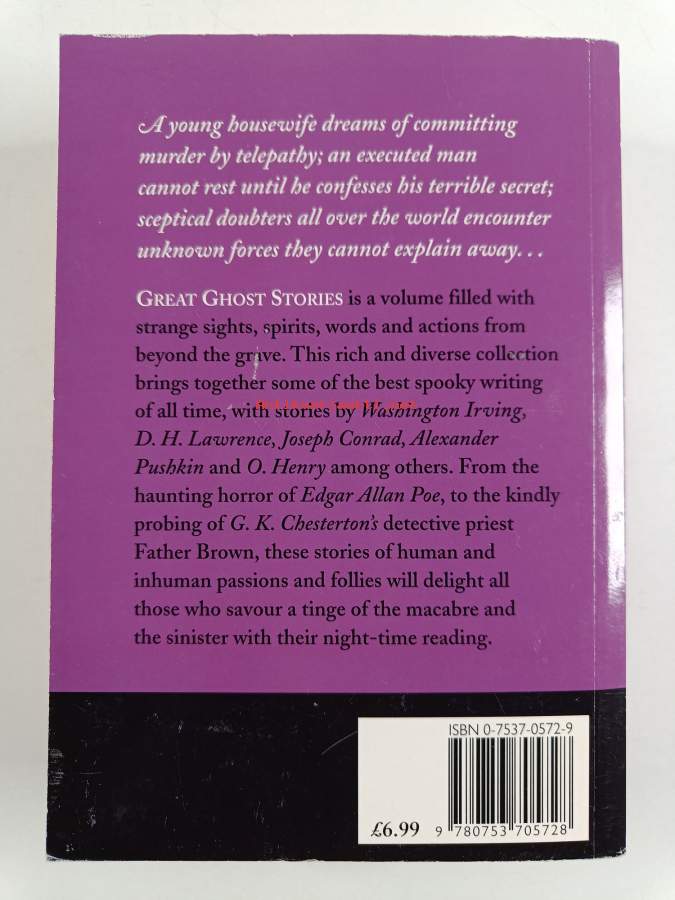 A young housewife dreams of committing
murder by telepathy; an executed man
cannot rest until he confesses his terrible secret;
sceptical doubters all over the world encounter
unknown forces they cannot explain away. . .
GREAT GHOST STORIES is a volume filled with
strange sights, spirits, words and actions from
beyond the grave. This rich and diverse collection
brings together some of the best spooky writing
of all time, with stories by Washington Irving,
D. H. Lawrence, Joseph Conrad, Alexander
Pushkin and O. Henry among others. From the
haunting horror of Edgar Allan Poe, to the kindly
probing of G. K. Chesterton's detective priest
Father Brown, these stories of human and
inhuman passions and follies will delight all
those who savour a tinge of the macabre and
the sinister with their night-time reading.
ISBN 0-7537-0572-9
£6.99
9 780753 705728